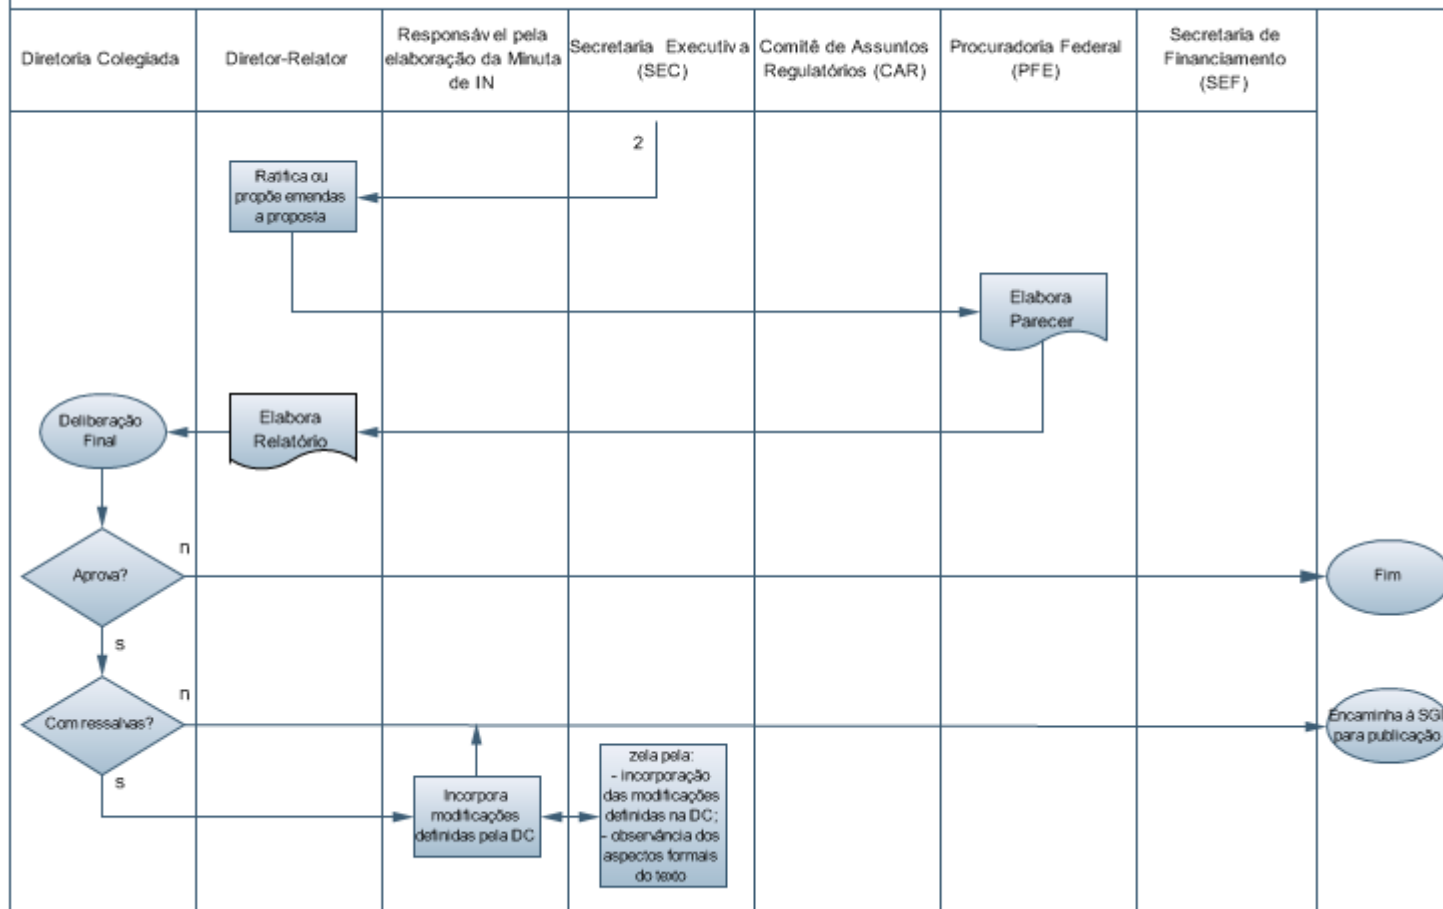 Diretoria Colegiada
Diretor-Relator
Responsável pela
elaboração da Minuta
de IN
Secretaria Executiva
(SEC)
Comitê de Assuntos
Regulatórios (CAR)
Procuradoria Federal
(PFE)
Secretaria de
Financiamento
(SEF)
2
Ratifica ou
propõe emendas
a proposta
Elabora
Parecer
Deliberação
Final
Elabora
Relatório
Aprova?
n
Fim
s
Com ressalvas?
n
Encaminha à
para publicação
s
Incorpora
modificações
definidas pela DC
zela pela:
- incorporação
das modificações
definidas na DC;
- observância dos
aspectos formais
do texto